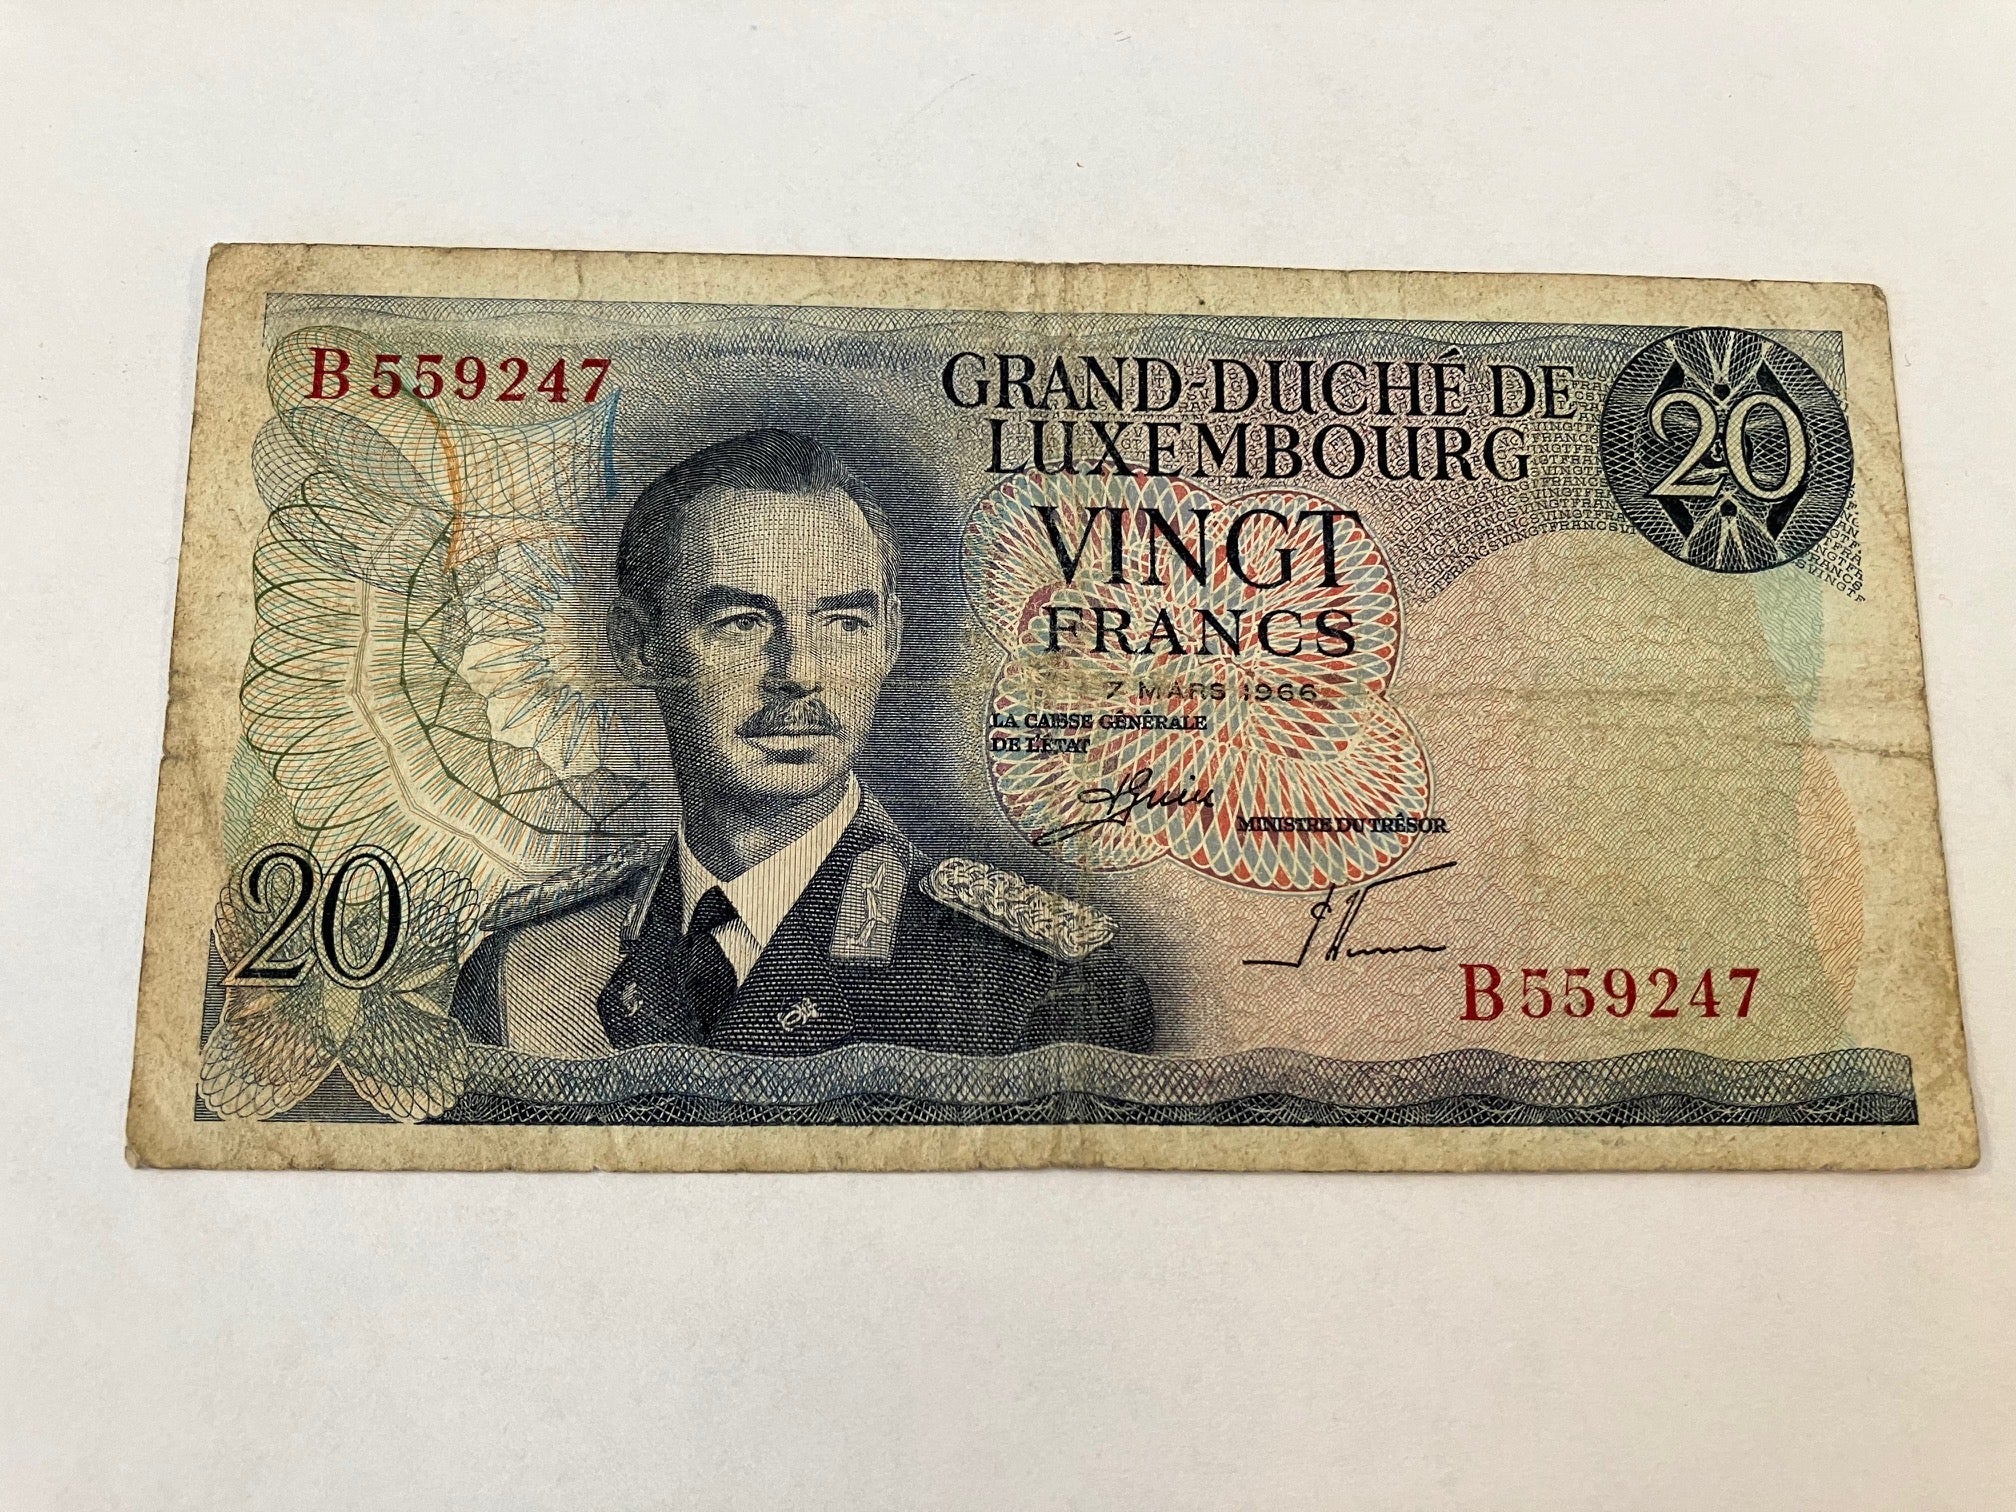 B559247
GRAND-DUCHÉ DE
LUXEMBOURG
20
VINGT
FRANCS
7 MARS 1966
LA CAISSE GÉNÉRALE
DE L'ÉTAT
MINISTRE DU TRÉSOR
20
B559247